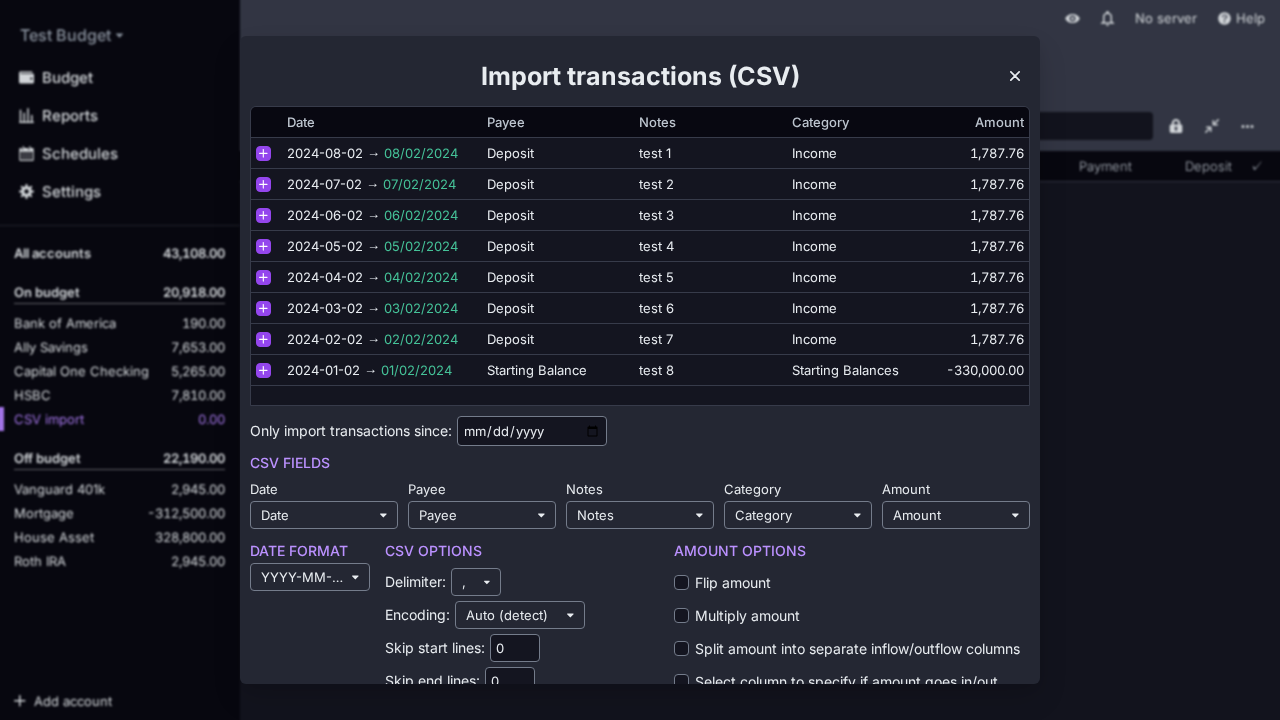 Test Budget
Budget
Reports
Schedules
Settings
All accounts 43,108.00
On budget 20,918.00
Bank of America 190.00
Ally Savings 7,653.00
Capital One Checking 5,265.00
HSBC 7,810.00
CSV import 0.00
Off budget 22,190.00
Vanguard 401k 2,945.00
Mortgage -312,500.00
House Asset 328,800.00
Roth IRA 2,945.00
Add account
No server Help
Payment Deposit
Import transactions (CSV)
Date Payee Notes Category Amount
2024-08-02 → 08/02/2024 Deposit test 1 Income 1,787.76
2024-07-02 → 07/02/2024 Deposit test 2 Income 1,787.76
2024-06-02 → 06/02/2024 Deposit test 3 Income 1,787.76
2024-05-02 → 05/02/2024 Deposit test 4 Income 1,787.76
2024-04-02 → 04/02/2024 Deposit test 5 Income 1,787.76
2024-03-02 → 03/02/2024 Deposit test 6 Income 1,787.76
2024-02-02 → 02/02/2024 Deposit test 7 Income 1,787.76
2024-01-02 → 01/02/2024 Starting Balance test 8 Starting Balances -330,000.00
Only import transactions since: mm/dd/yyyy
CSV FIELDS
Date Payee Notes Category Amount
Date Payee Notes Category Amount
DATE FORMAT CSV OPTIONS AMOUNT OPTIONS
YYYY-MM-... Delimiter: , Flip amount
Encoding: Auto (detect) Multiply amount
Skip start lines: 0 Split amount into separate inflow/outflow columns
Skip end lines: 0 Select column to specify if amount goes in/out